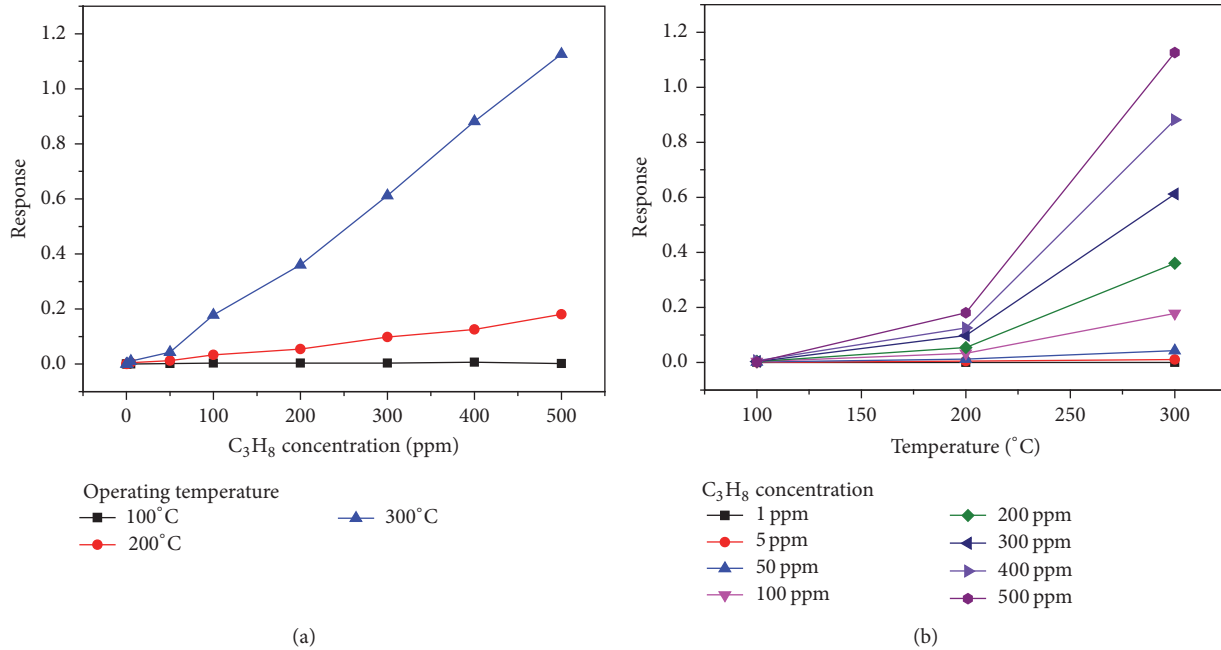 1.2
1.0
0.8
0.6
0.4
0.2
0.0
Response
0 100 200 300 400 500
C₃H₈ concentration (ppm)
Operating temperature
100°C
200°C
300°C
(a)
1.2
1.0
0.8
0.6
0.4
0.2
0.0
Response
100 150 200 250 300
Temperature (°C)
C₃H₈ concentration
1 ppm
5 ppm
50 ppm
100 ppm
200 ppm
300 ppm
400 ppm
500 ppm
(b)